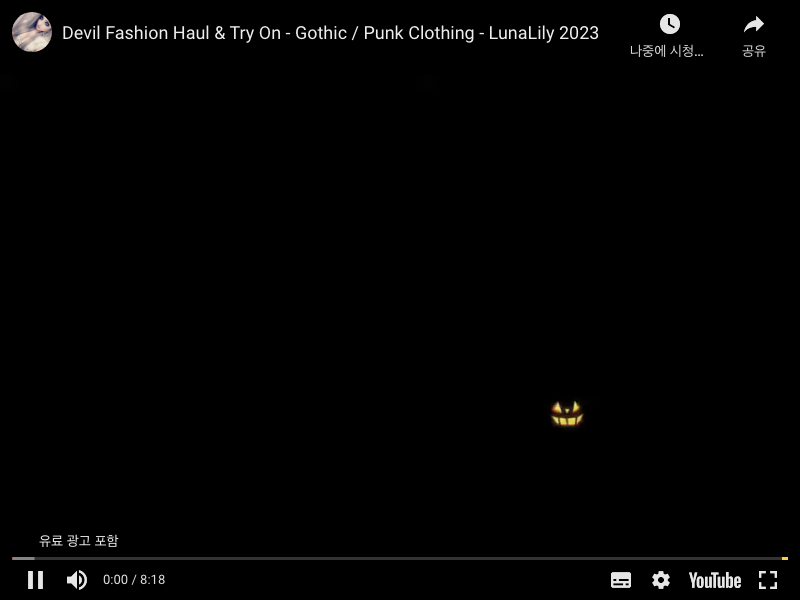 Devil Fashion Haul & Try On - Gothic / Punk Clothing - LunaLily 2023
나중에 시청...
공유
유료 광고 포함
0:00 / 8:18
YouTube